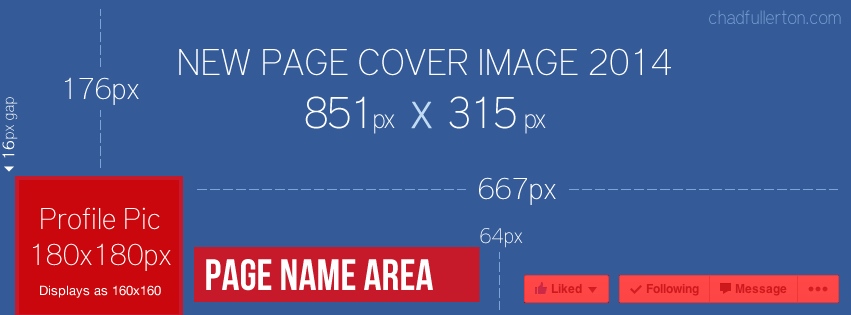 chadfullerton.com
NEW PAGE COVER IMAGE 2014
851px X 315px
176px
16px gap
667px
Profile Pic
180x180px
Displays as 160x160
64px
PAGE NAME AREA
Liked
Following
Message